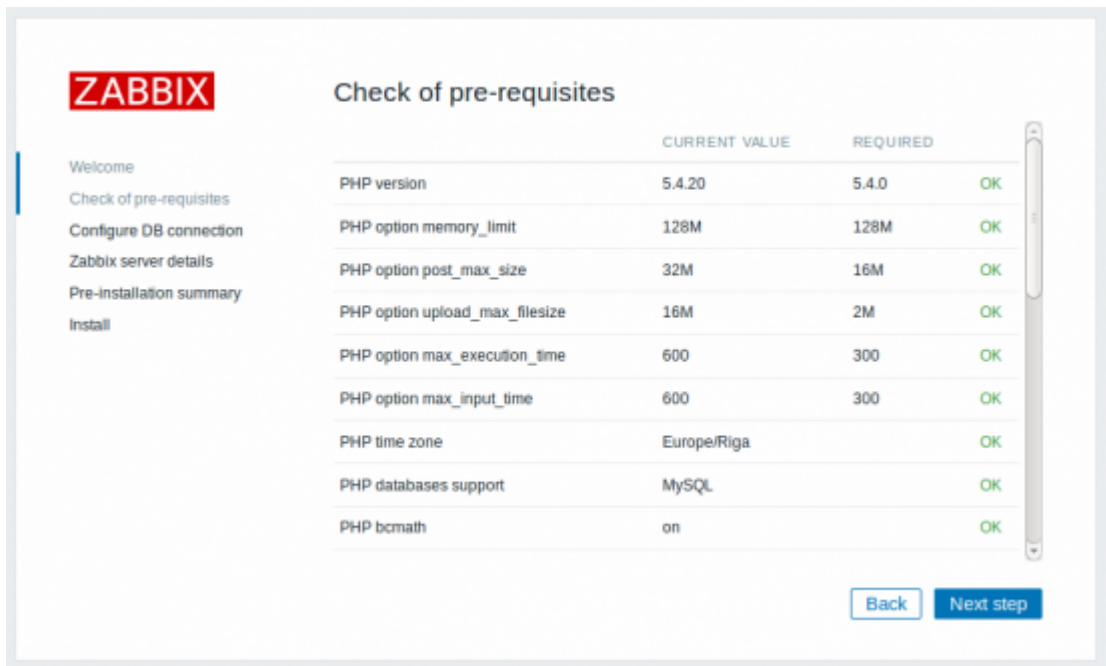 ZABBIX
Welcome
Check of pre-requisites
Configure DB connection
Zabbix server details
Pre-installation summary
Install
Check of pre-requisites
CURRENT VALUE REQUIRED
PHP version 5.4.20 5.4.0 OK
PHP option memory_limit 128M 128M OK
PHP option post_max_size 32M 16M OK
PHP option upload_max_filesize 16M 2M OK
PHP option max_execution_time 600 300 OK
PHP option max_input_time 600 300 OK
PHP time zone Europe/Riga OK
PHP databases support MySQL OK
PHP bcmath on OK
Back Next step